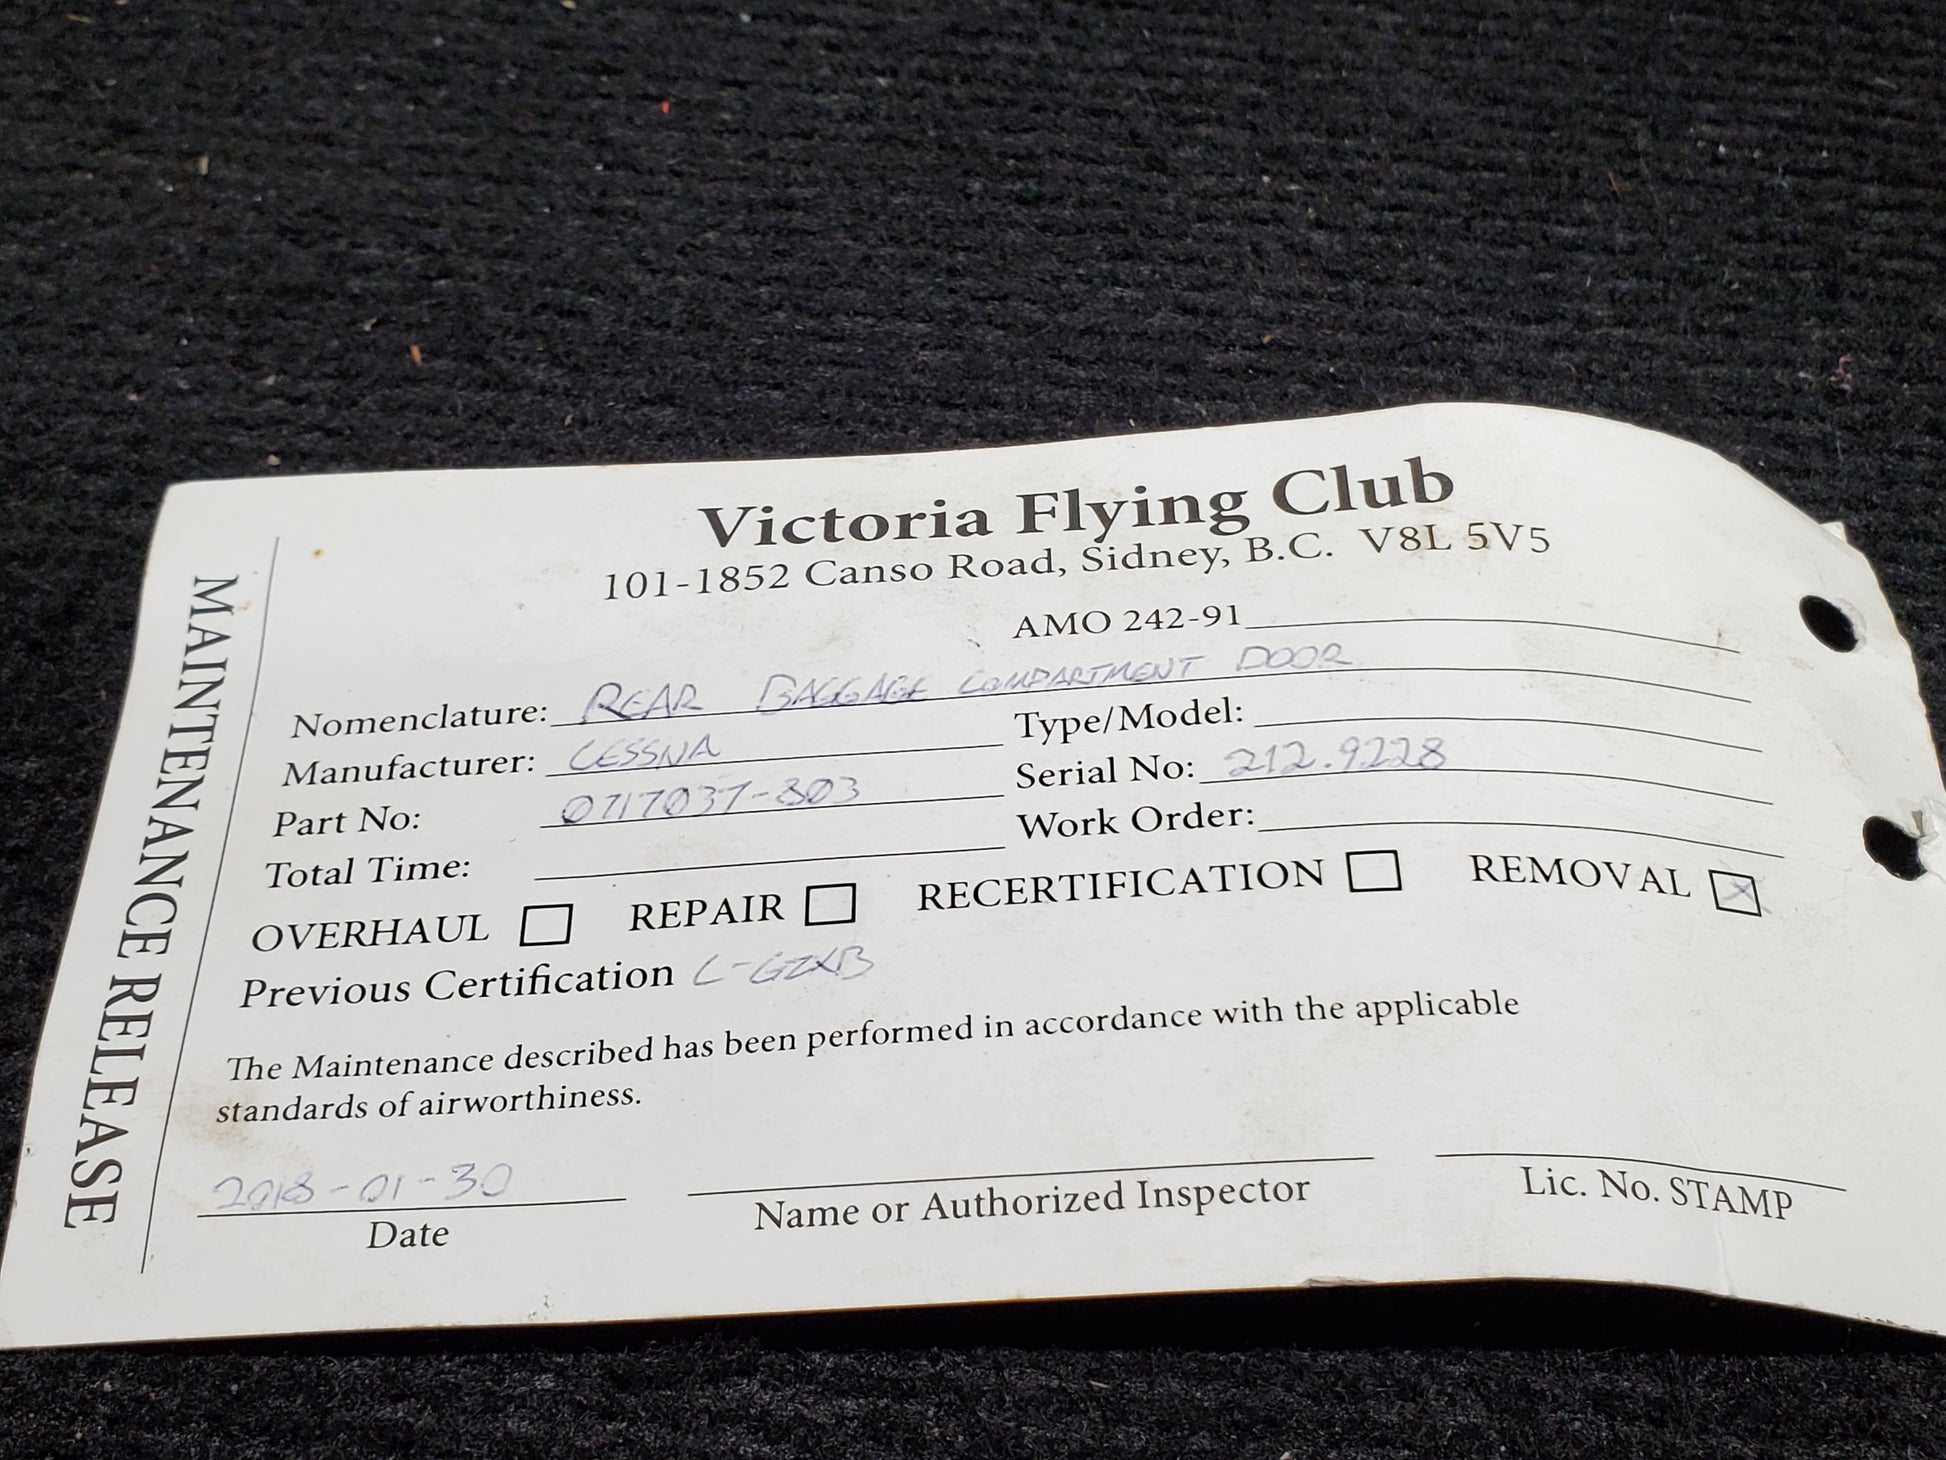 Victoria Flying Club
101-1852 Canso Road, Sidney, B.C. V8L 5V5
AMO 242-91
Nomenclature: REAR BAGGAGE COMPARTMENT DOOR
Manufacturer: CESSNA Type/Model:
Part No: 0717037-803 Serial No: 212.9228
Total Time: Work Order:
OVERHAUL REPAIR RECERTIFICATION REMOVAL X
Previous Certification C-GZXB
The Maintenance described has been performed in accordance with the applicable
standards of airworthiness.
2018-01-30
Date Name or Authorized Inspector Lic. No. STAMP
MAINTENANCE RELEASE